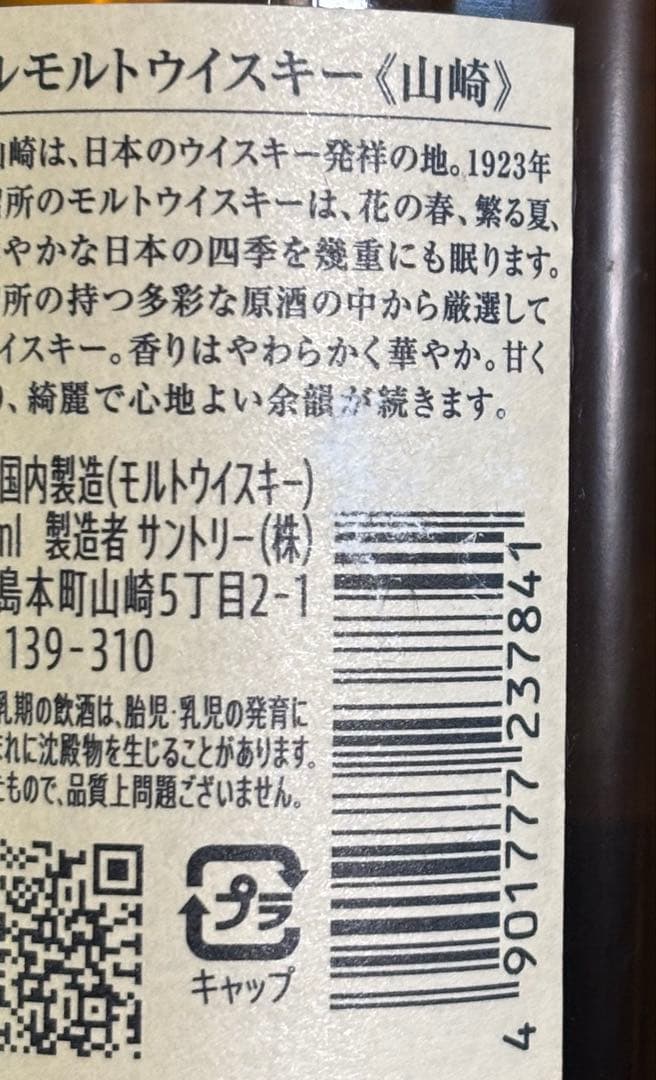 ルモルトウイスキー《山崎》
山崎は、日本のウイスキー発祥の地。1923年
所のモルトウイスキーは、花の春、繁る夏、
やかな日本の四季を幾重にも眠ります。
所の持つ多彩な原酒の中から厳選して
イスキー。香りはやわらかく華やか。甘く
り、綺麗で心地よい余韻が続きます。
国内製造(モルトウイスキー)
ml 製造者 サントリー(株)
島本町山崎5丁目2-1
139-310
乳期の飲酒は、胎児・乳児の発育に
まれに沈殿物を生じることがあります。
たもので、品質上問題ございません。
プラ
キャップ
4 901777 237841